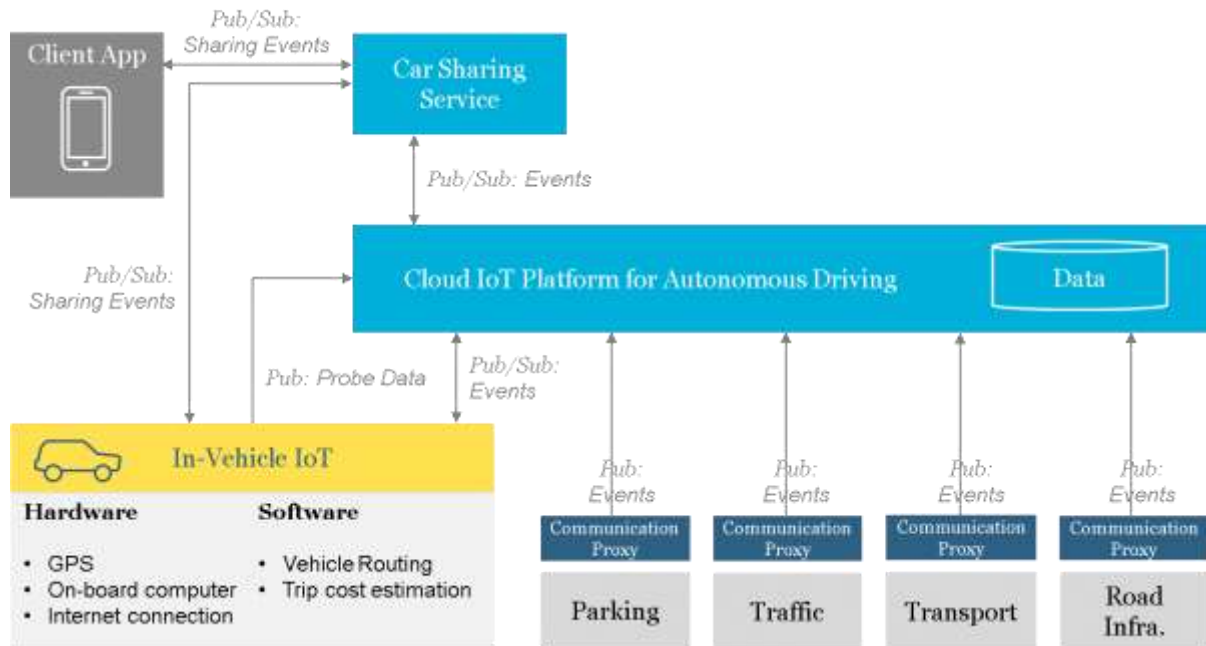 Pub/Sub:
Sharing Events
Client App
Car Sharing
Service
Pub/Sub: Events
Pub/Sub:
Sharing Events
Cloud IoT Platform for Autonomous Driving
Data
Pub: Probe Data
Pub/Sub:
Events
In-Vehicle IoT
Hardware
• GPS
• On-board computer
• Internet connection
Software
• Vehicle Routing
• Trip cost estimation
Pub:
Events
Communication
Proxy
Parking
Pub:
Events
Communication
Proxy
Traffic
Pub:
Events
Communication
Proxy
Transport
Pub:
Events
Communication
Proxy
Road
Infra.